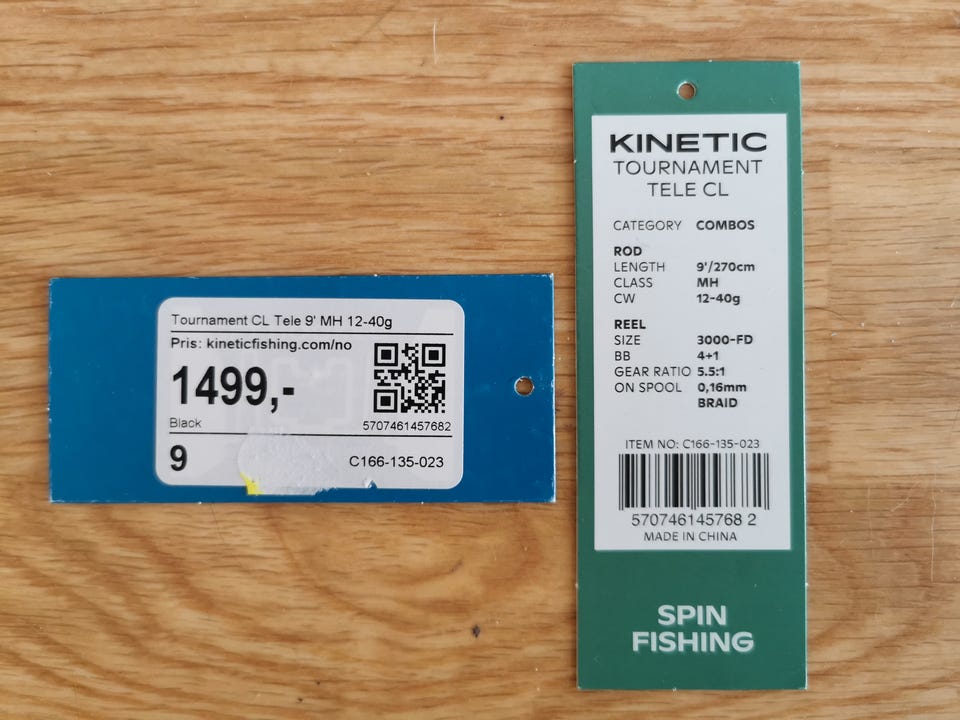 Tournament CL Tele 9' MH 12-40g
Pris: kineticfishing.com/no
1499,-
Black
5707461457682
9
C166-135-023
KINETIC
TOURNAMENT
TELE CL
CATEGORY COMBOS
ROD
LENGTH 9'/270cm
CLASS MH
CW 12-40g
REEL
SIZE 3000-FD
BB 4+1
GEAR RATIO 5.5:1
ON SPOOL 0,16mm
BRAID
ITEM NO: C166-135-023
570746145768 2
MADE IN CHINA
SPIN
FISHING